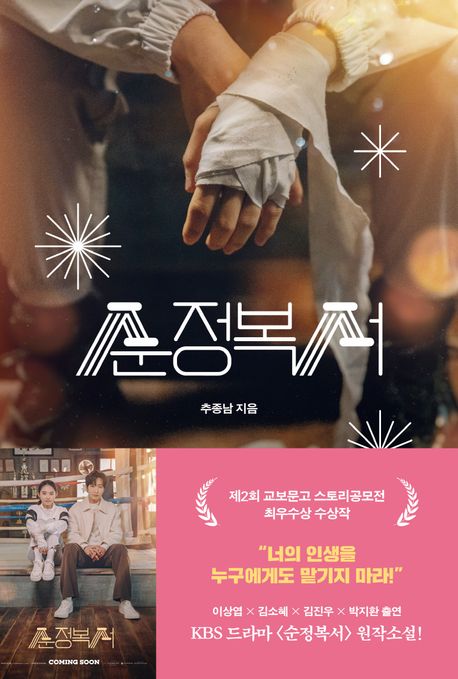 순정복서
추종남 지음
제2회 교보문고 스토리공모전
최우수상 수상작
“너의 인생을
누구에게도 맡기지 마라!”
이상엽 × 김소혜 × 김진우 × 박지환 출연
KBS 드라마 〈순정복서〉 원작소설!
순정복서
COMING SOON